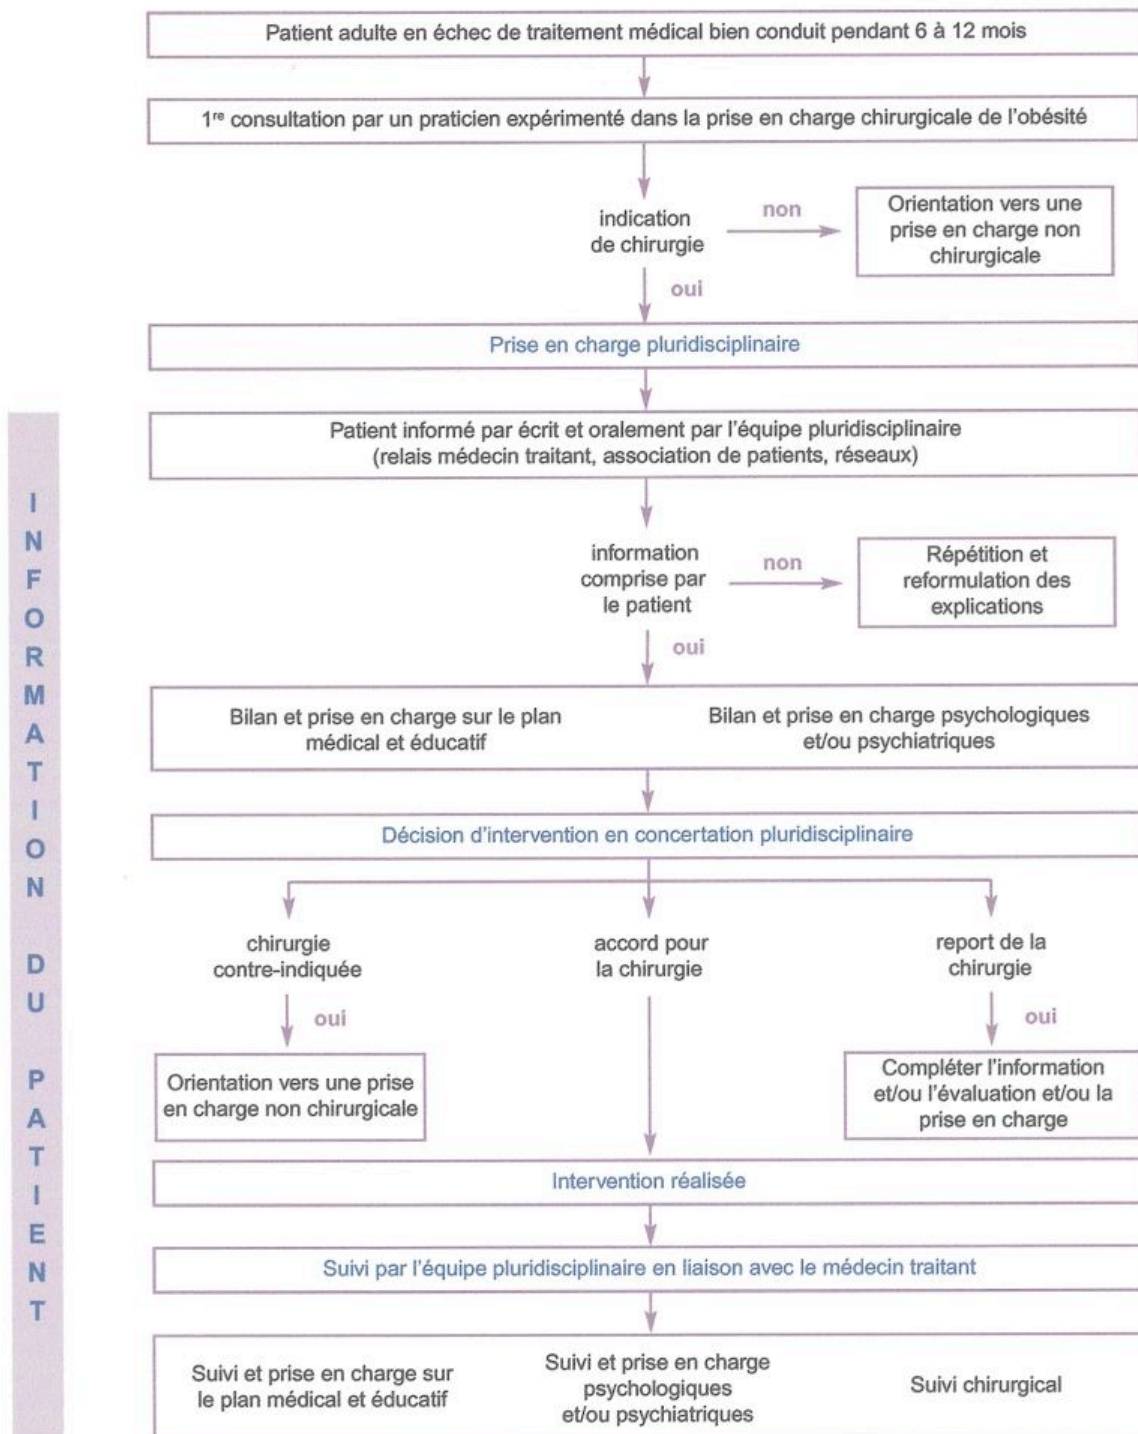 Patient adulte en échec de traitement médical bien conduit pendant 6 à 12 mois
1re consultation par un praticien expérimenté dans la prise en charge chirurgicale de l'obésité
indication
de chirurgie
non
Orientation vers une
prise en charge non
chirurgicale
oui
Prise en charge pluridisciplinaire
Patient informé par écrit et oralement par l'équipe pluridisciplinaire
(relais médecin traitant, association de patients, réseaux)
information
comprise par
le patient
non
Répétition et
reformulation des
explications
oui
Bilan et prise en charge sur le plan
médical et éducatif
Bilan et prise en charge psychologiques
et/ou psychiatriques
Décision d'intervention en concertation pluridisciplinaire
chirurgie
contre-indiquée
accord pour
la chirurgie
report de la
chirurgie
oui
oui
Orientation vers une prise
en charge non chirurgicale
Compléter l'information
et/ou l'évaluation et/ou la
prise en charge
Intervention réalisée
Suivi par l'équipe pluridisciplinaire en liaison avec le médecin traitant
Suivi et prise en charge sur
le plan médical et éducatif
Suivi et prise en charge
psychologiques
et/ou psychiatriques
Suivi chirurgical
INFORMATION DU PATIENT